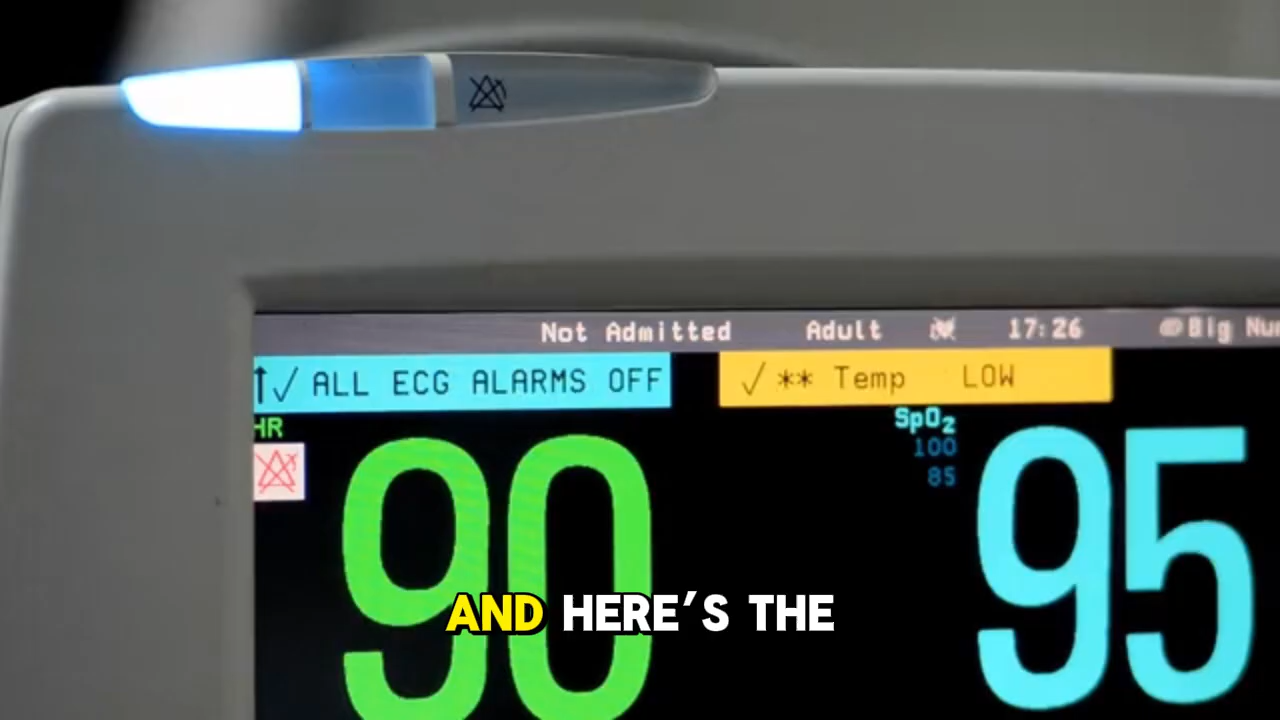 Not Admitted Adult 17:26 Big Nu
↑√ ALL ECG ALARMS OFF √ ** Temp LOW
HR SpO₂
100
85
90 95
AND HERE'S THE